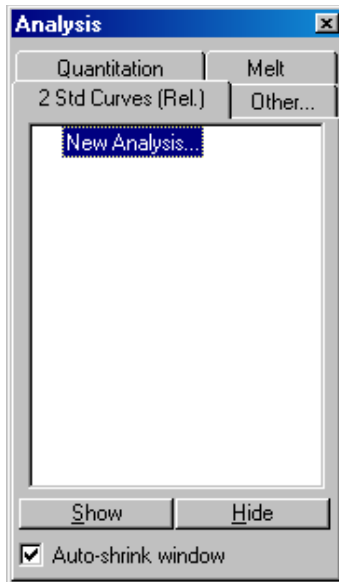 Analysis
Quantitation Melt
2 Std Curves (Rel.) Other...
New Analysis...
Show Hide
Auto-shrink window